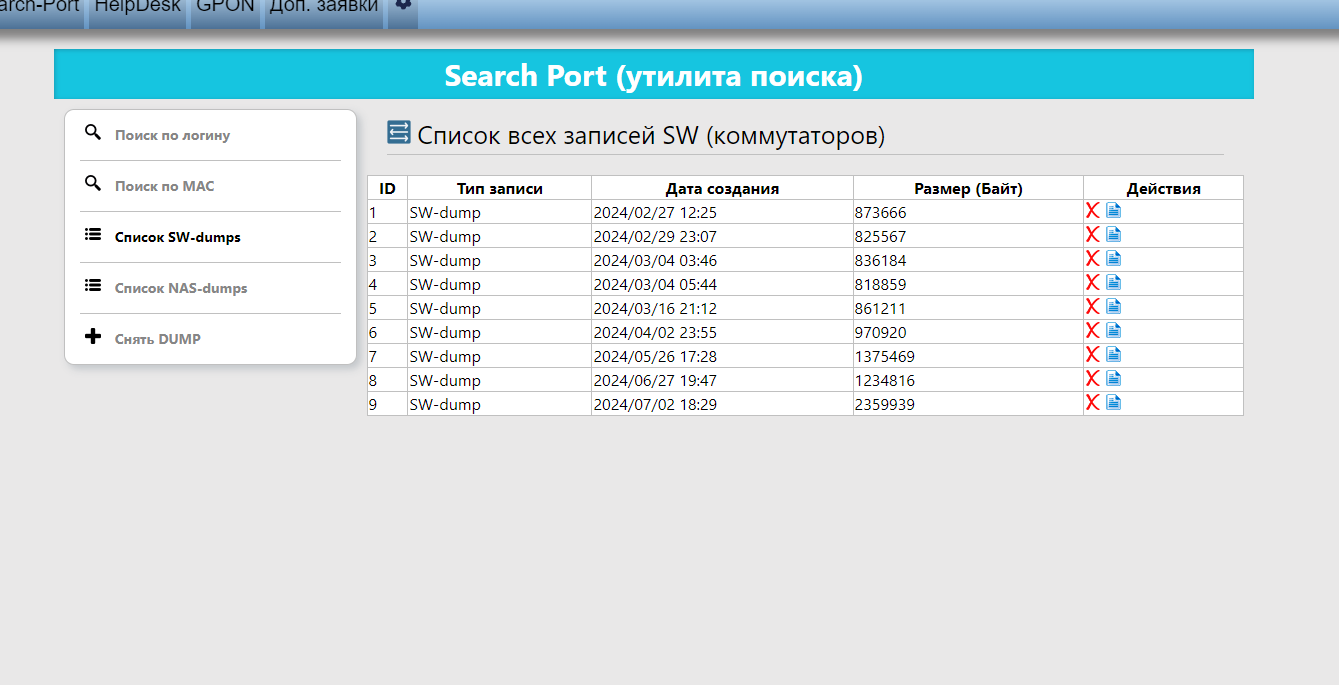 arch-Port HelpDesk GPON Доп. заявки
Search Port (утилита поиска)
Поиск по логину
Поиск по MAC
Список SW-dumps
Список NAS-dumps
Снять DUMP
Список всех записей SW (коммутаторов)
ID Тип записи Дата создания Размер (Байт) Действия
1 SW-dump 2024/02/27 12:25 873666
2 SW-dump 2024/02/29 23:07 825567
3 SW-dump 2024/03/04 03:46 836184
4 SW-dump 2024/03/04 05:44 818859
5 SW-dump 2024/03/16 21:12 861211
6 SW-dump 2024/04/02 23:55 970920
7 SW-dump 2024/05/26 17:28 1375469
8 SW-dump 2024/06/27 19:47 1234816
9 SW-dump 2024/07/02 18:29 2359939